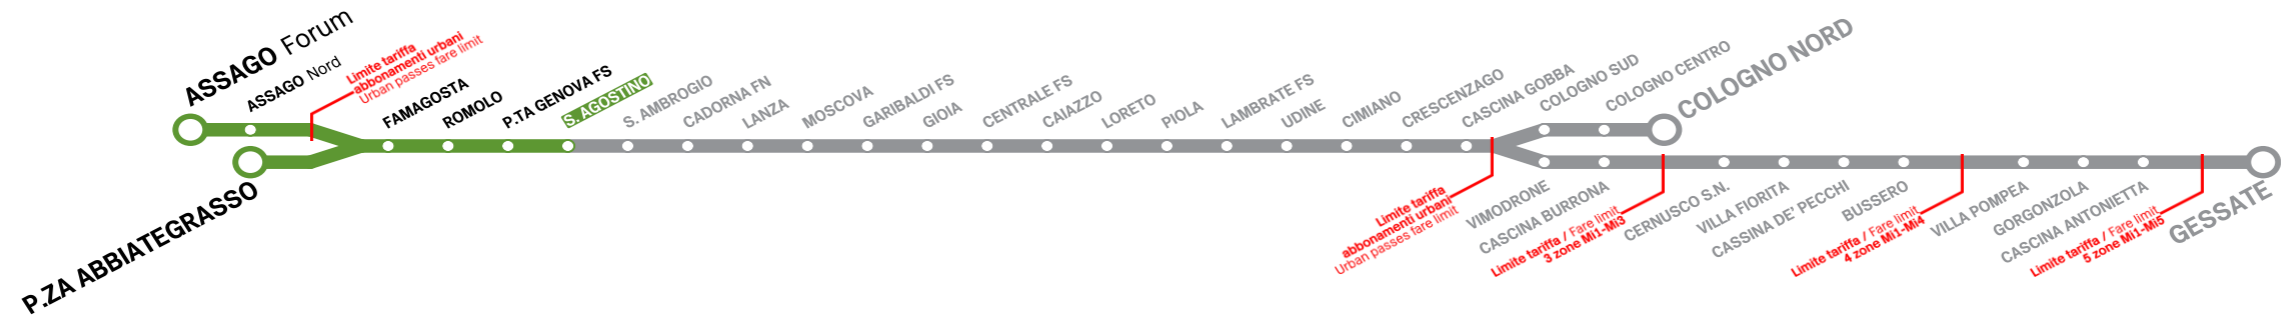 ASSAGO Forum
ASSAGO Nord
Limite tariffa
abbonamenti urbani
Urban passes fare limit
P.ZA ABBIATEGRASSO
FAMAGOSTA
ROMOLO
P.TA GENOVA FS
S. AGOSTINO
S. AMBROGIO
CADORNA FN
LANZA
MOSCOVA
GARIBALDI FS
GIOIA
CENTRALE FS
CAIAZZO
LORETO
PIOLA
LAMBRATE FS
UDINE
CIMIANO
CRESCENZAGO
CASCINA GOBBA
COLOGNO SUD
COLOGNO CENTRO
COLOGNO NORD
Limite tariffa
abbonamenti urbani
Urban passes fare limit
VIMODRONE
CASCINA BURRONA
Limite tariffa / Fare limit
3 zone Mi1-Mi3
CERNUSCO S.N.
VILLA FIORITA
CASSINA DE' PECCHI
BUSSERO
Limite tariffa / Fare limit
4 zone Mi1-Mi4
VILLA POMPEA
GORGONZOLA
CASCINA ANTONIETTA
Limite tariffa / Fare limit
5 zone Mi1-Mi5
GESSATE